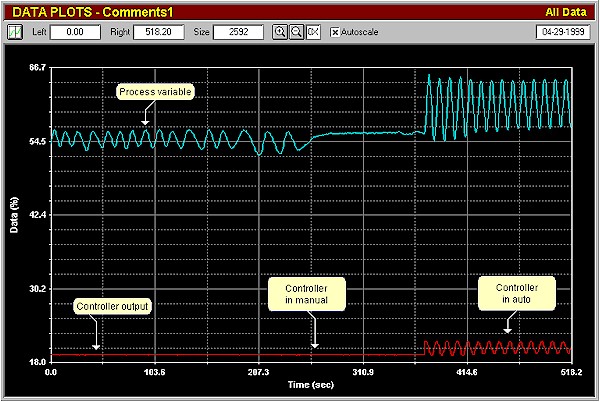 DATA PLOTS - Comments1 All Data
Left 0.00 Right 518.20 Size 2592 Autoscale 04-29-1999
66.7
Process variable
54.5
42.4
Data (%)
30.2
Controller output
Controller
in manual
Controller
in auto
18.0
0.0 103.6 207.3 310.9 414.6 518.2
Time (sec)